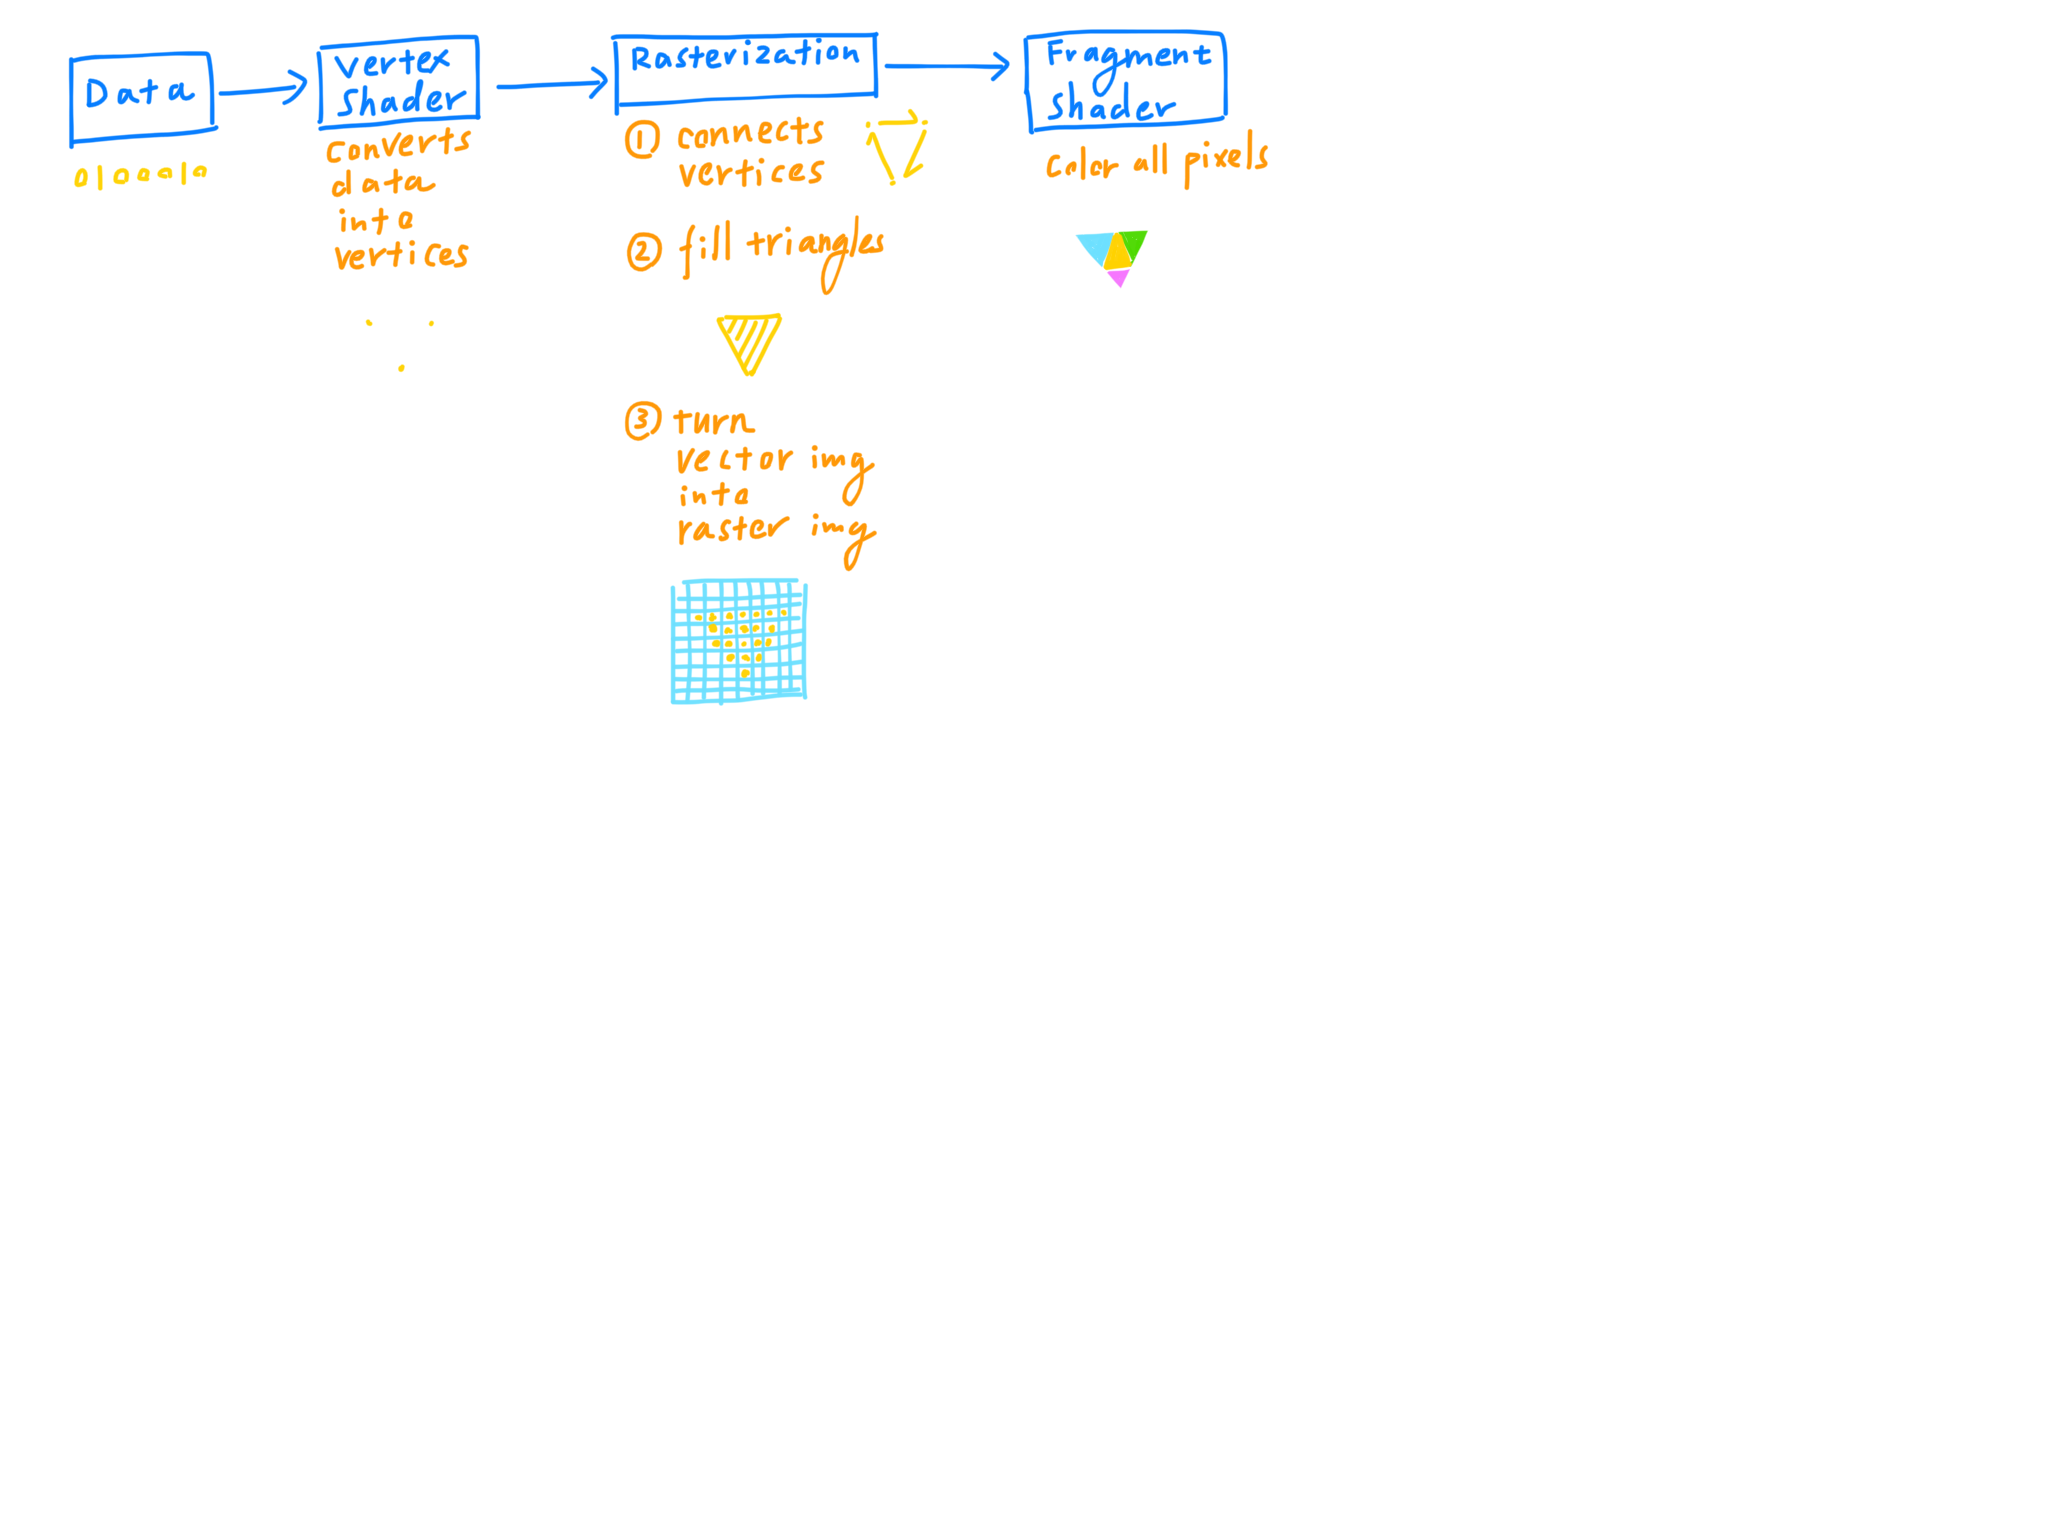 Data
Vertex
Shader
Rasterization
Fragment
Shader
0100010
converts
data
into
vertices
① connects
vertices
② fill triangles
③ turn
vector img
into
raster img
color all pixels